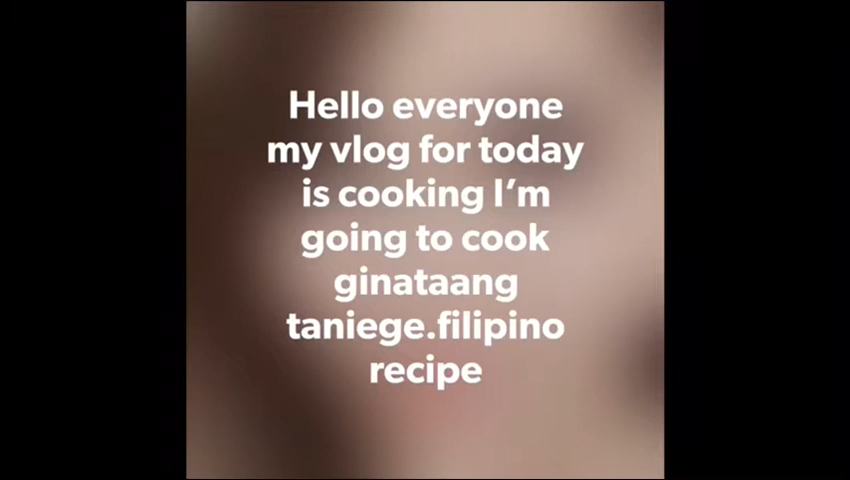 Hello everyone
my vlog for today
is cooking I’m
going to cook
ginataang
taniege.filipino
recipe